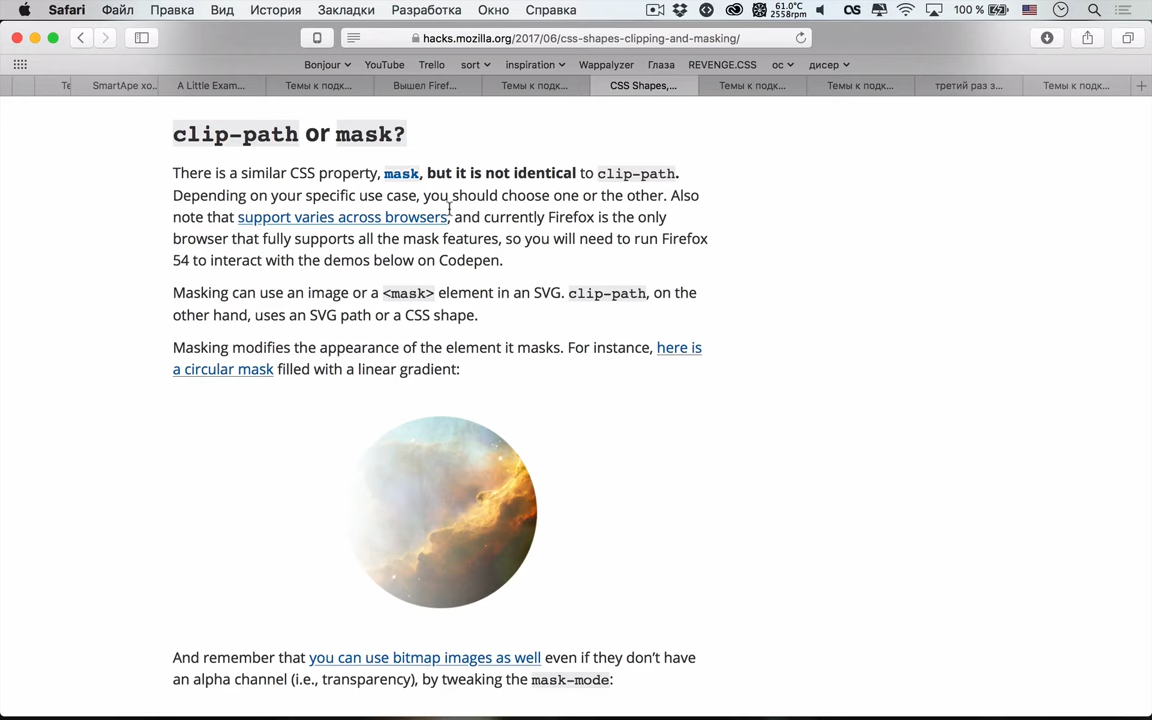 Safari Файл Правка Вид История Закладки Разработка Окно Справка 61.0°C 2558rpm 100 %
hacks.mozilla.org/2017/06/css-shapes-clipping-and-masking/
Bonjour YouTube Trello sort inspiration Wappalyzer Глаза REVENGE.CSS ос дисер
Те SmartApe хо... A Little Exam... Темы к подк... Вышел Firef... Темы к подк... CSS Shapes,... Темы к подк... Темы к подк... третий раз з... Темы к подк...
clip-path or mask?
There is a similar CSS property, mask, but it is not identical to clip-path.
Depending on your specific use case, you should choose one or the other. Also
note that support varies across browsers, and currently Firefox is the only
browser that fully supports all the mask features, so you will need to run Firefox
54 to interact with the demos below on Codepen.
Masking can use an image or a <mask> element in an SVG. clip-path, on the
other hand, uses an SVG path or a CSS shape.
Masking modifies the appearance of the element it masks. For instance, here is
a circular mask filled with a linear gradient:
And remember that you can use bitmap images as well even if they don't have
an alpha channel (i.e., transparency), by tweaking the mask-mode: